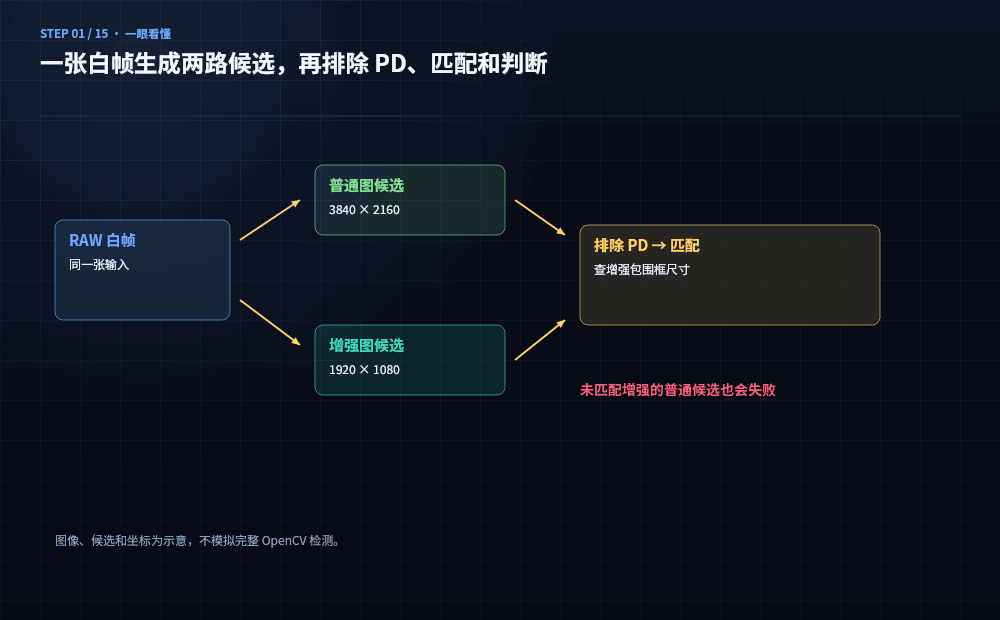 STEP 01 / 15 · 一眼看懂
一张白帧生成两路候选，再排除 PD、匹配和判断
RAW 白帧
同一张输入
普通图候选
3840 × 2160
增强图候选
1920 × 1080
排除 PD → 匹配
查增强包围框尺寸
未匹配增强的普通候选也会失败
图像、候选和坐标为示意，不模拟完整 OpenCV 检测。